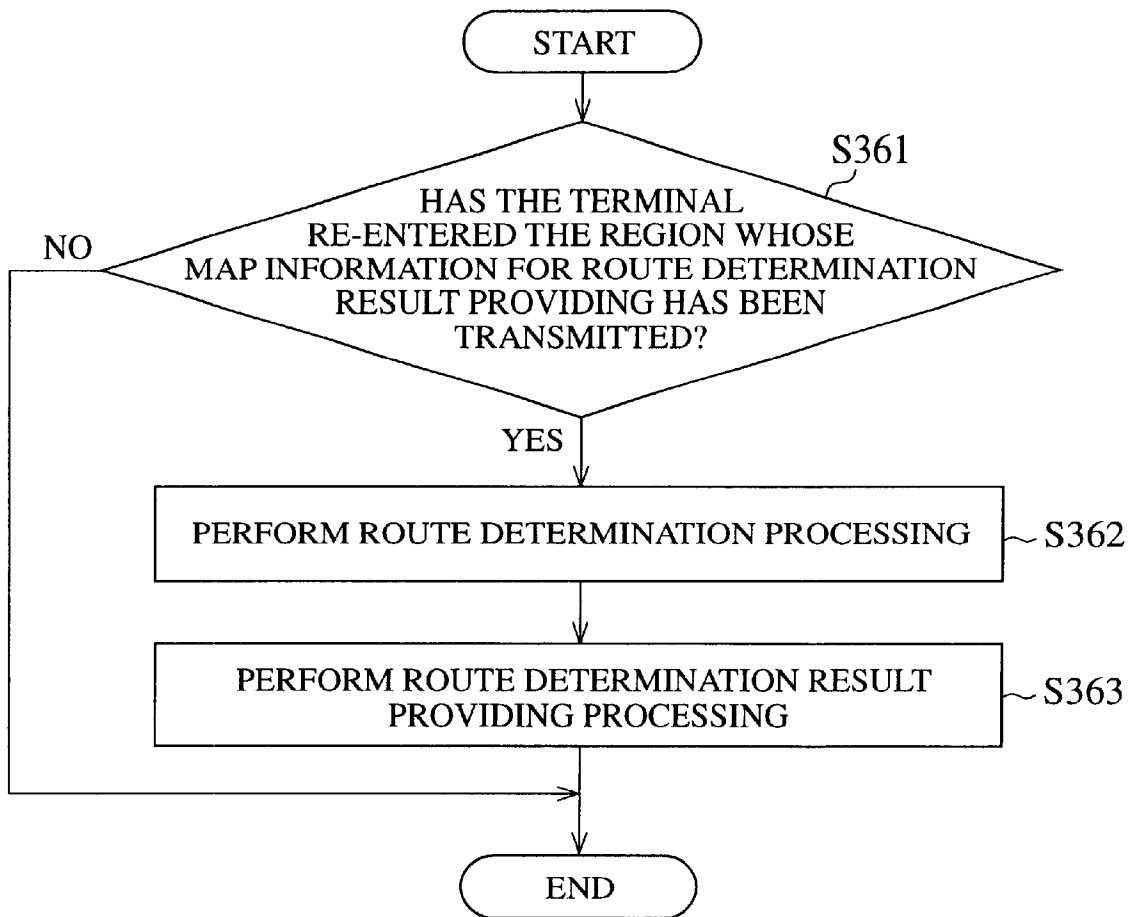 START
S361
HAS THE TERMINAL
RE-ENTERED THE REGION WHOSE
MAP INFORMATION FOR ROUTE DETERMINATION
RESULT PROVIDING HAS BEEN
TRANSMITTED?
NO
YES
PERFORM ROUTE DETERMINATION PROCESSING
S362
PERFORM ROUTE DETERMINATION RESULT
PROVIDING PROCESSING
S363
END